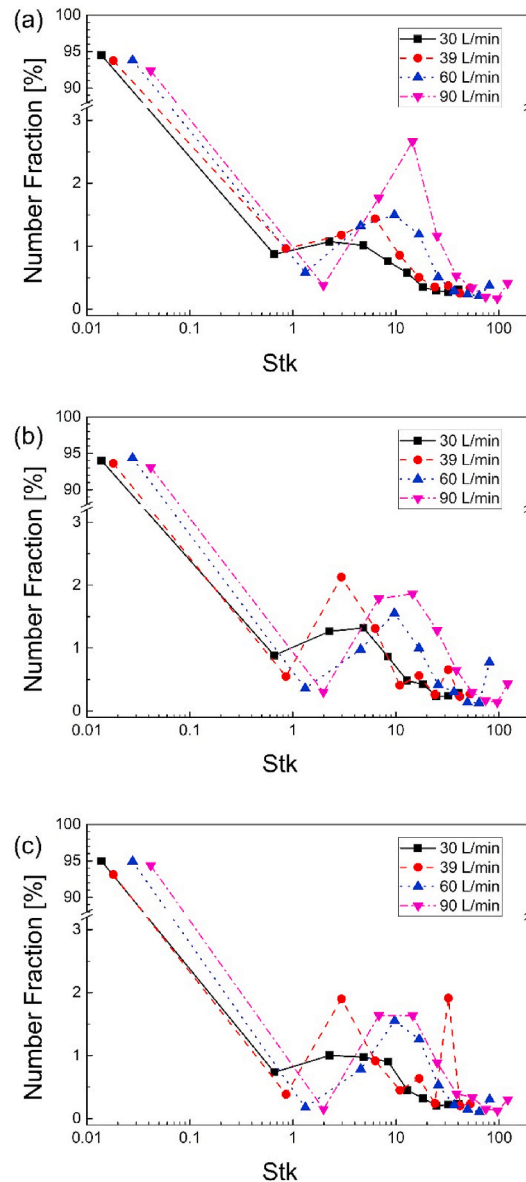 (a)
30 L/min
39 L/min
60 L/min
90 L/min
Number Fraction [%]
100
95
90
3
2
1
0
0.01
0.1
1
10
100
Stk
(b)
30 L/min
39 L/min
60 L/min
90 L/min
Number Fraction [%]
100
95
90
3
2
1
0
0.01
0.1
1
10
100
Stk
(c)
30 L/min
39 L/min
60 L/min
90 L/min
Number Fraction [%]
100
95
90
3
2
1
0
0.01
0.1
1
10
100
Stk